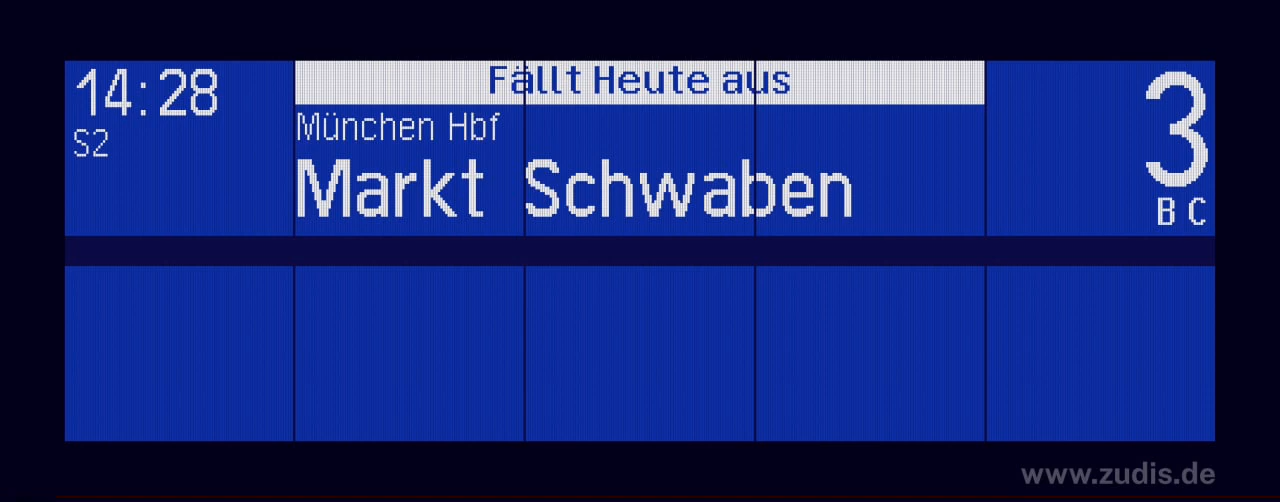 14:28
S2
Fällt Heute aus
München Hbf
Markt Schwaben
3
B C
www.zudis.de